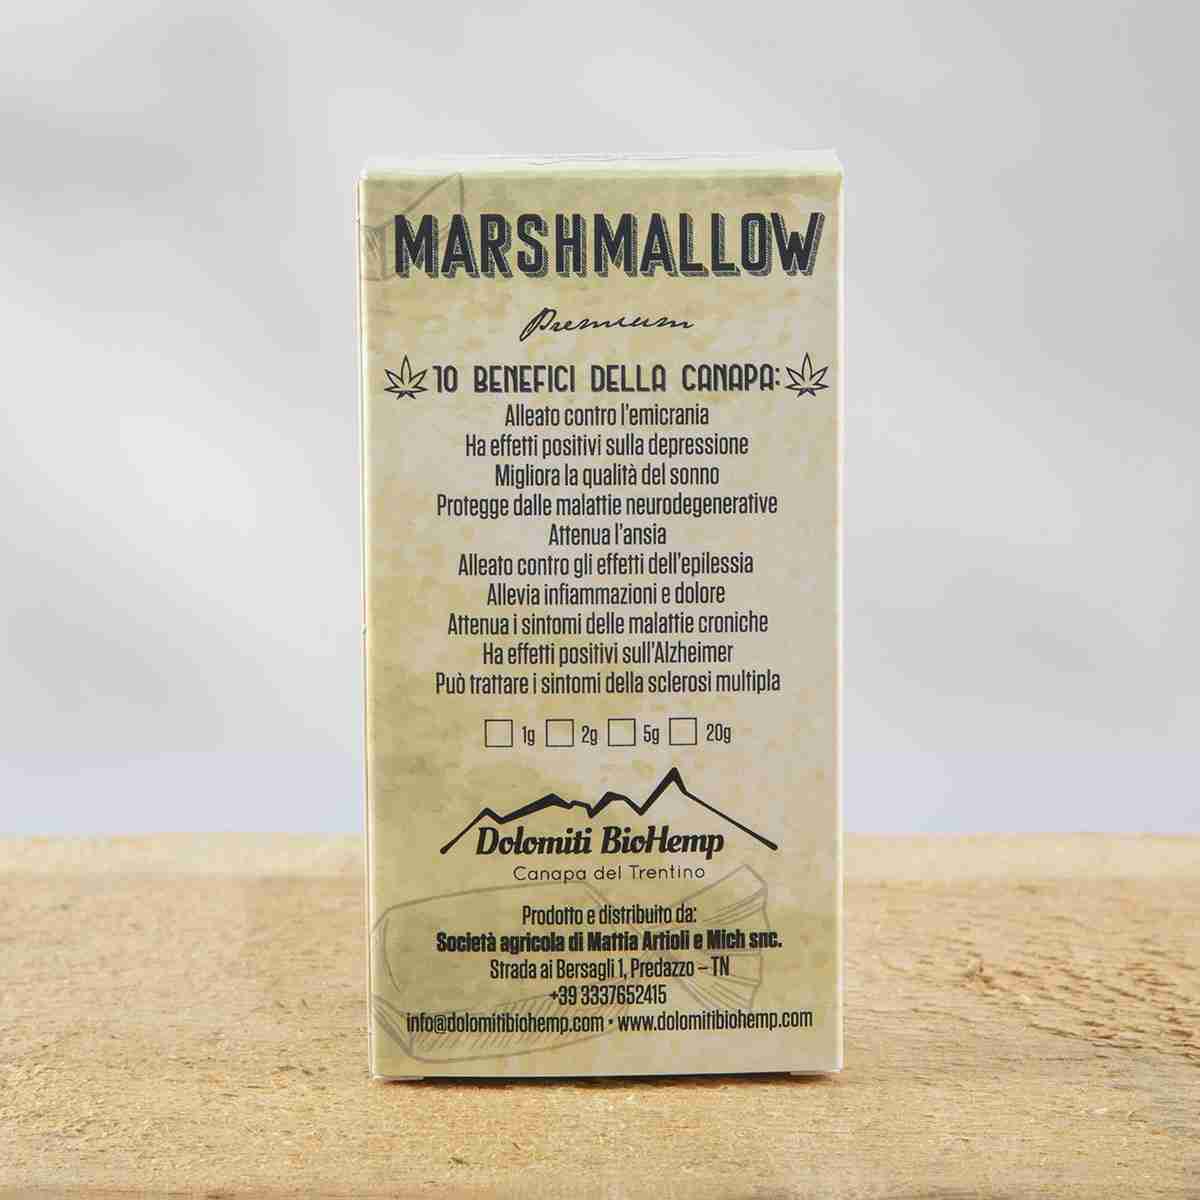 MARSHMALLOW
Premium
10 BENEFICI DELLA CANAPA:
Alleato contro l'emicrania
Ha effetti positivi sulla depressione
Migliora la qualità del sonno
Protegge dalle malattie neurodegenerative
Attenua l'ansia
Alleato contro gli effetti dell'epilessia
Allevia infiammazioni e dolore
Attenua i sintomi delle malattie croniche
Ha effetti positivi sull'Alzheimer
Può trattare i sintomi della sclerosi multipla
1g 2g 5g 20g
Dolomiti BioHemp
Canapa del Trentino
Prodotto e distribuito da:
Società agricola di Mattia Artioli e Mich snc.
Strada ai Bersagli 1, Predazzo – TN
+39 3337652415
info@dolomitibiohemp.com • www.dolomitibiohemp.com